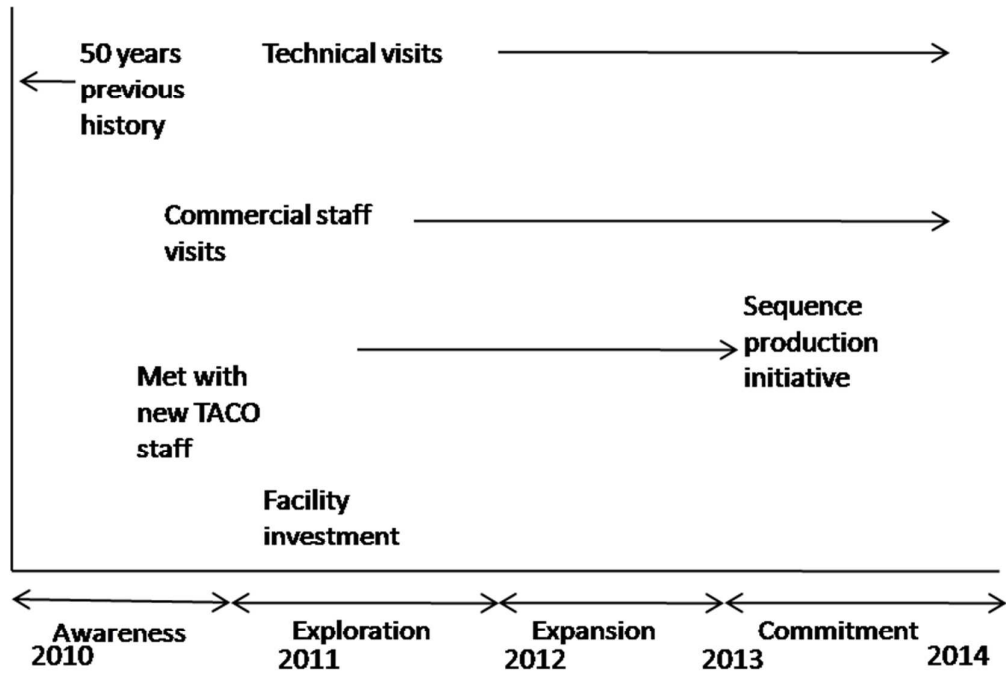 50 years
previous
history
Technical visits
Commercial staff
visits
Sequence
production
initiative
Met with
new TACO
staff
Facility
investment
Awareness
Exploration
Expansion
Commitment
2010
2011
2012
2013
2014